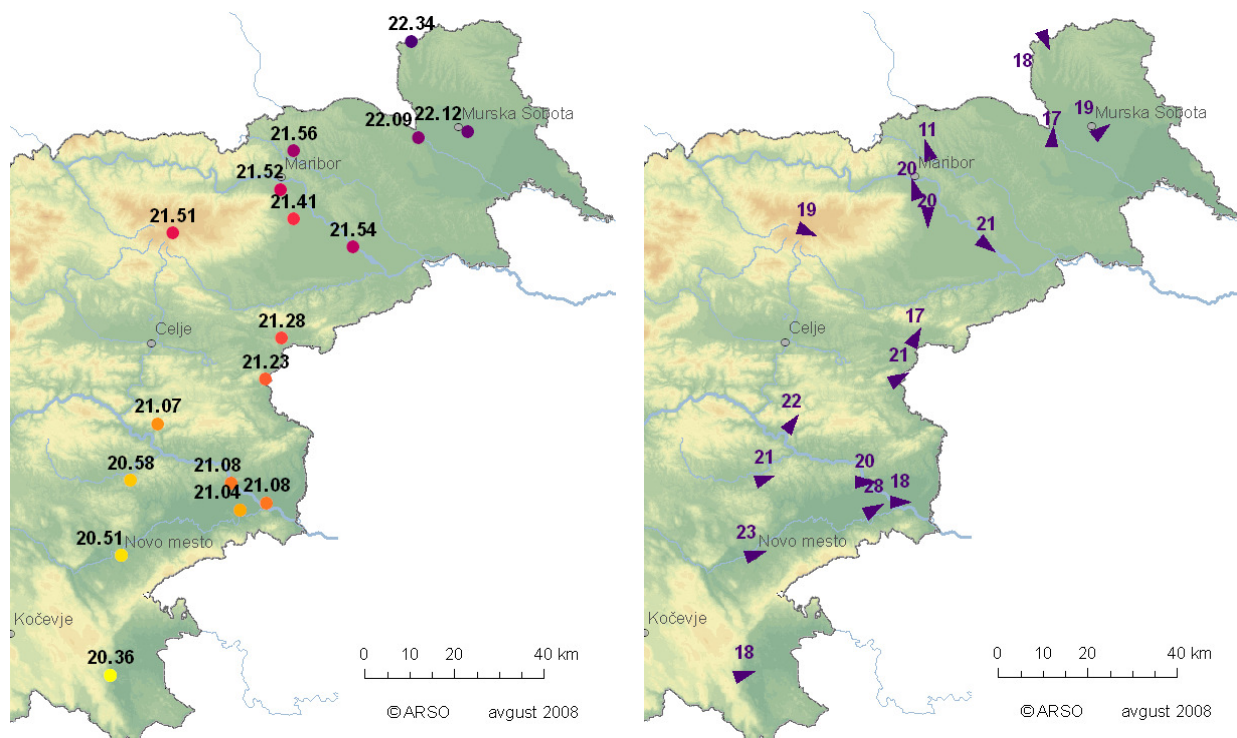 22.34
22.12
Murska Sobota
22.09
21.56
Maribor
21.52
21.41
21.51
21.54
21.28
Celje
21.23
21.07
20.58
21.08
21.04
21.08
20.51
Novo mesto
Kočevje
20.36
0 10 20 40 km
©ARSO avgust 2008
18
19
Murska Sobota
17
11
Maribor
20
20
19
21
17
Celje
21
22
21
20
28
18
23
Novo mesto
Kočevje
18
0 10 20 40 km
©ARSO avgust 2008